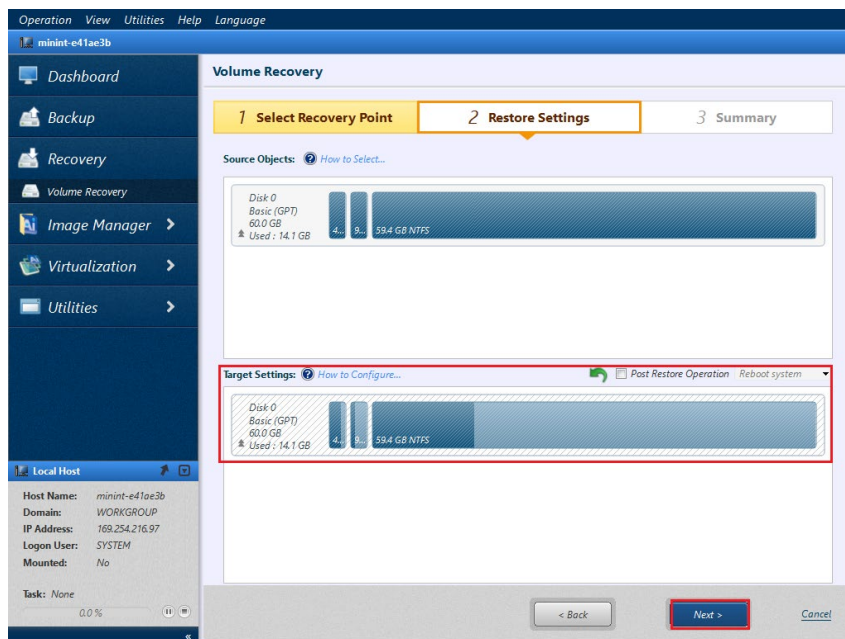 Operation View Utilities Help Language
minint-e41ae3b
Dashboard
Backup
Recovery
Volume Recovery
Image Manager
Virtualization
Utilities
Local Host
Host Name: minint-e41ae3b
Domain: WORKGROUP
IP Address: 169.254.216.97
Logon User: SYSTEM
Mounted: No
Task: None
0.0 %
Volume Recovery
1 Select Recovery Point
2 Restore Settings
3 Summary
Source Objects: How to Select...
Disk 0
Basic (GPT)
60.0 GB
Used : 14.1 GB
4... 9... 59.4 GB NTFS
Target Settings: How to Configure...
Post Restore Operation Reboot system
Disk 0
Basic (GPT)
60.0 GB
Used : 14.1 GB
4... 9... 59.4 GB NTFS
< Back
Next >
Cancel